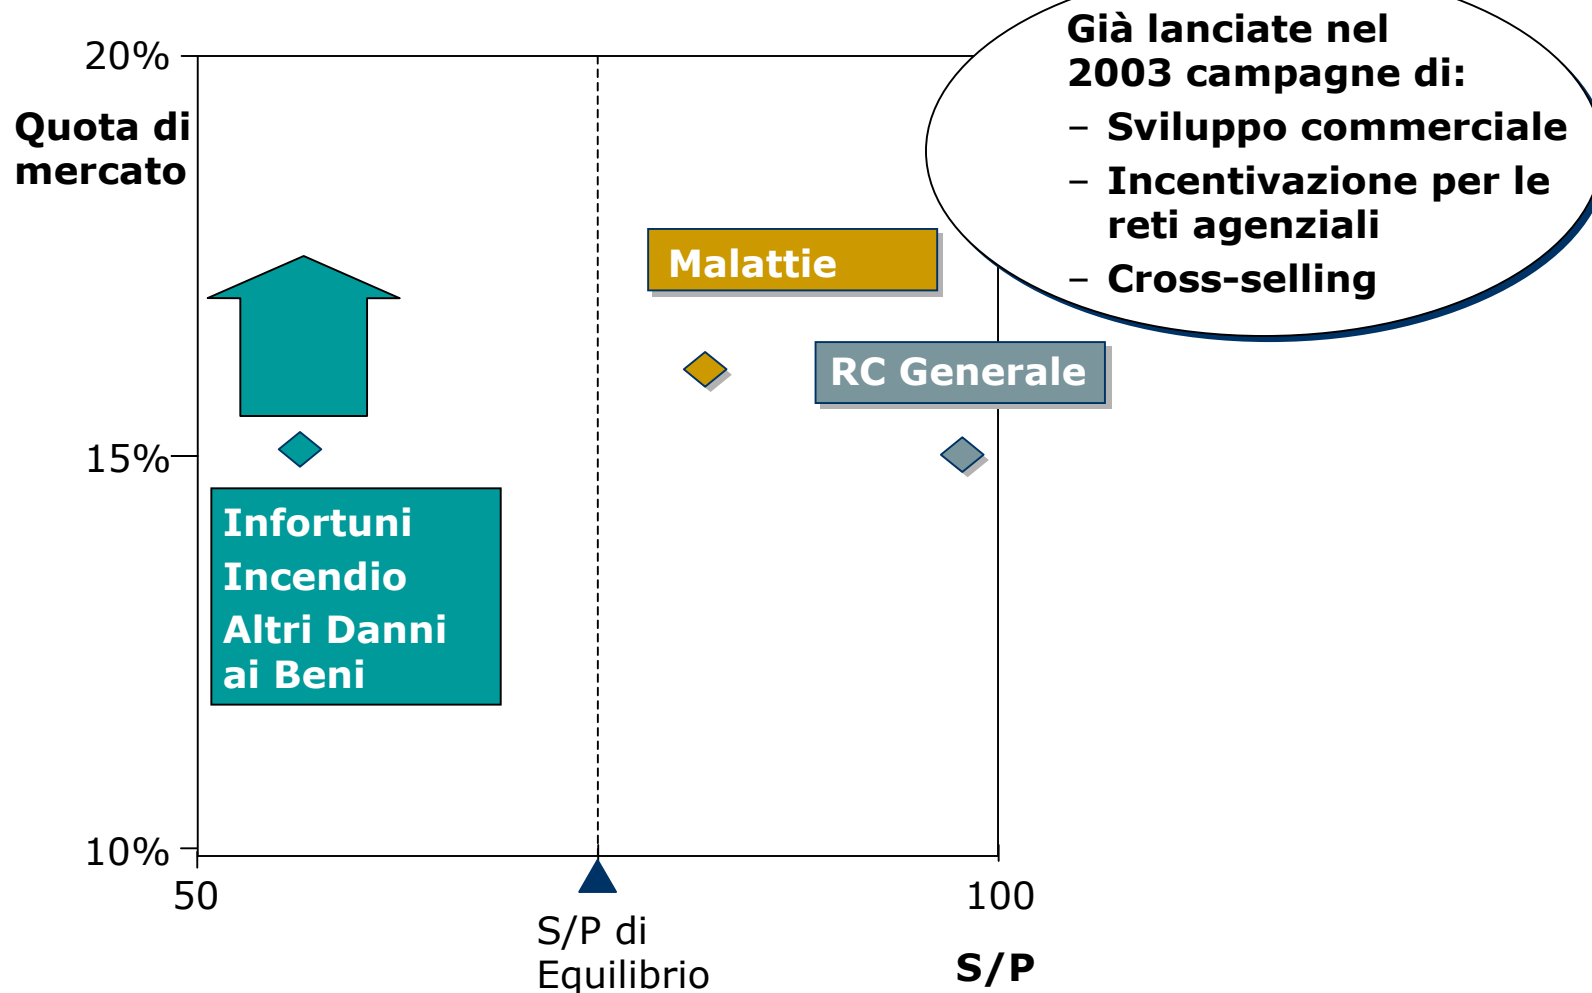 Già lanciate nel
2003 campagne di:
– Sviluppo commerciale
– Incentivazione per le
reti agenziali
– Cross-selling
20%
Quota di
mercato
Malattie
RC Generale
15%
Infortuni
Incendio
Altri Danni
ai Beni
10%
50
100
S/P di
Equilibrio
S/P